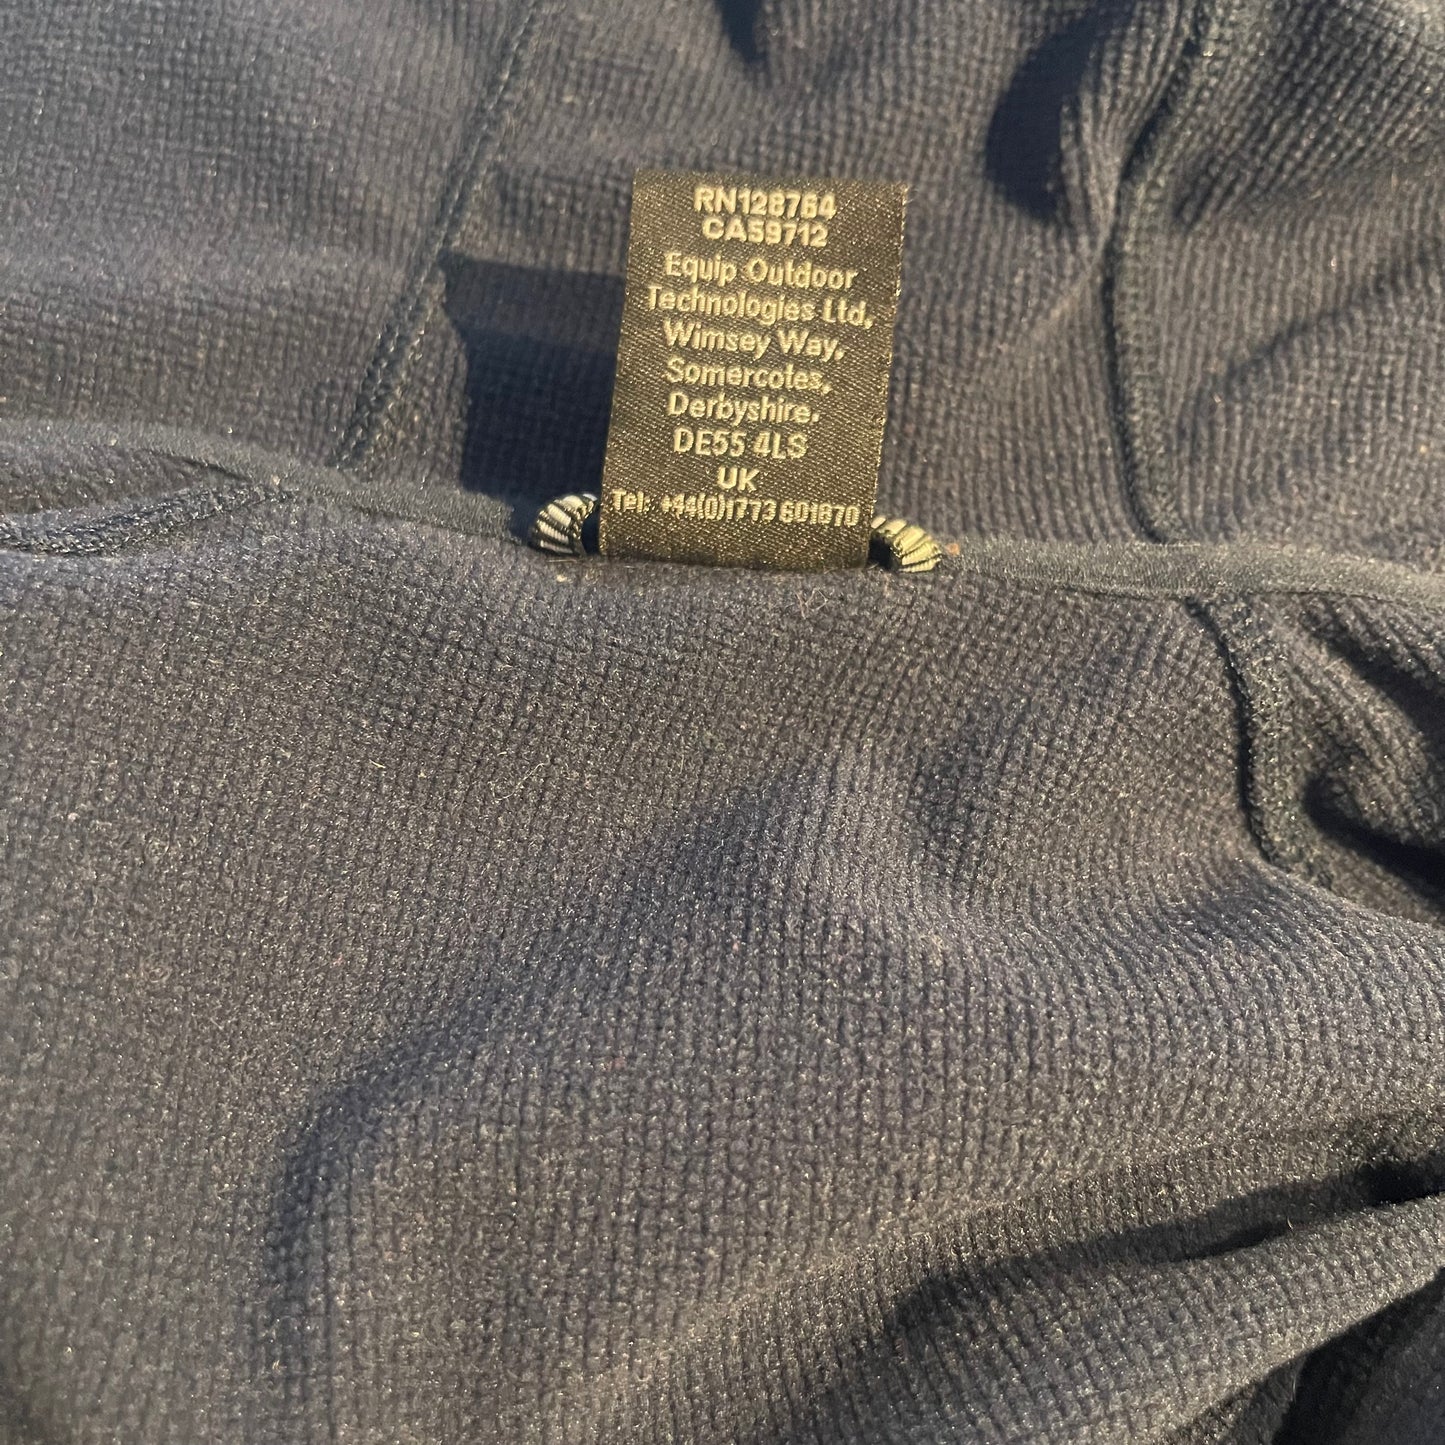 RN128764
CA59712
Equip Outdoor
Technologies Ltd,
Wimsey Way,
Somercotes,
Derbyshire.
DE55 4LS
UK
Tel: +44(0)1773 601870